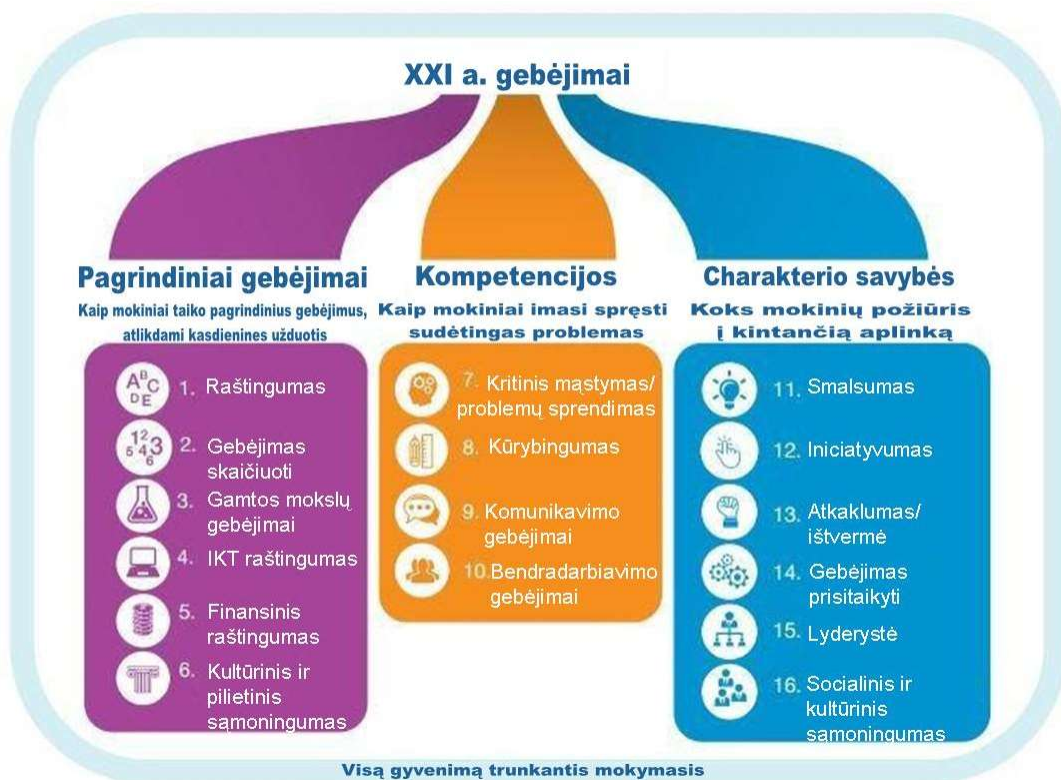 XXI a. gebėjimai
Pagrindiniai gebėjimai
Kaip mokiniai taiko pagrindinius gebėjimus,
atlikdami kasdienines užduotis
ABCDE
1. Raštingumas
123456
2. Gebėjimas
skaičiuoti
3. Gamtos mokslų
gebėjimai
4. IKT raštingumas
5. Finansinis
raštingumas
6. Kultūrinis ir
pilietinis
sąmoningumas
Kompetencijos
Kaip mokiniai imasi spręsti
sudėtingas problemas
7. Kritinis mąstymas/
problemų sprendimas
8. Kūrybingumas
9. Komunikavimo
gebėjimai
10. Bendradarbiavimo
gebėjimai
Charakterio savybės
Koks mokinių požiūris
į kintančią aplinką
11. Smalsumas
12. Iniciatyvumas
13. Atkaklumas/
ištvermė
14. Gebėjimas
prisitaikyti
15. Lyderystė
16. Socialinis ir
kultūrinis
sąmoningumas
Visą gyvenimą trunkantis mokymasis